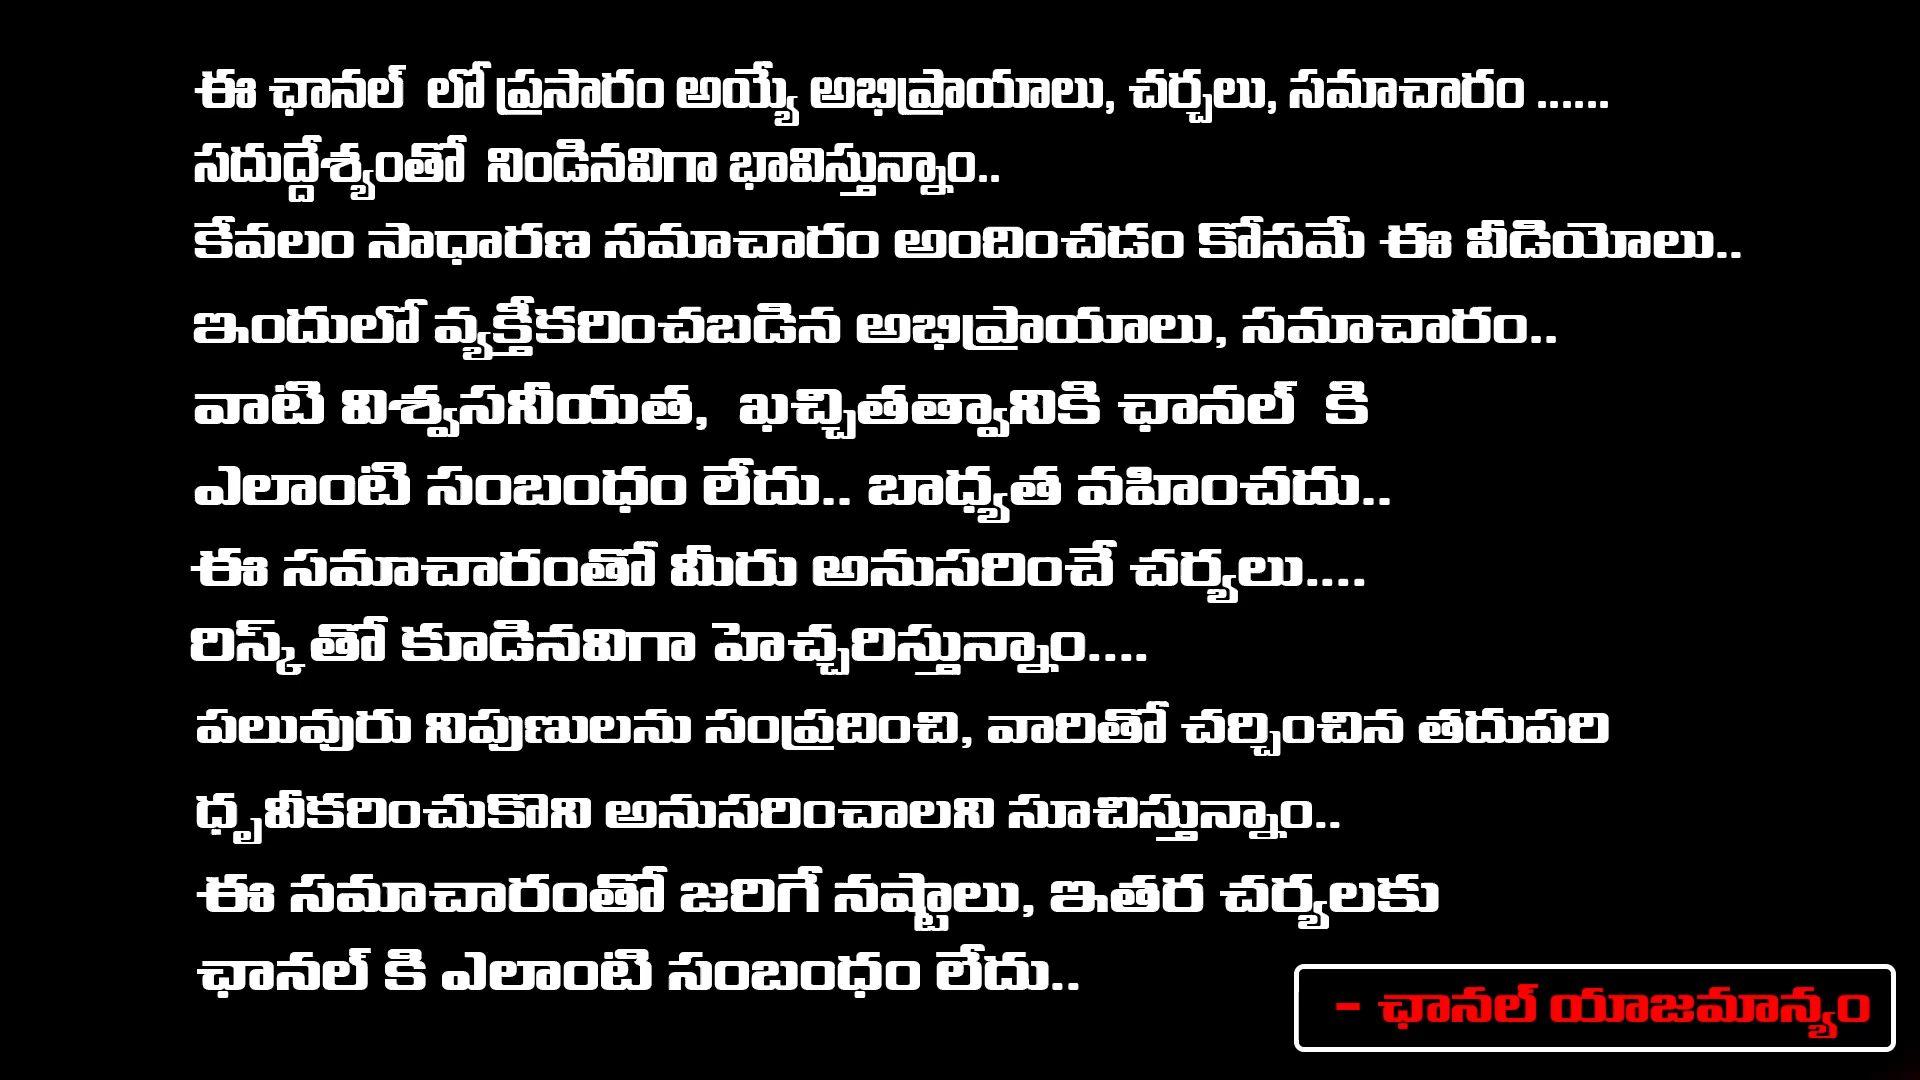 ఈ ఛానల్ లో ప్రసారం అయ్యే అభిప్రాయాలు, చర్చలు, సమాచారం ......
సదుద్దేశ్యంతో నిండినవిగా భావిస్తున్నాం..
కేవలం సాధారణ సమాచారం అందించడం కోసమే ఈ వీడియోలు..
ఇందులో వ్యక్తీకరించబడిన అభిప్రాయాలు, సమాచారం..
వాటి విశ్వసనీయత, ఖచ్చితత్వానికి ఛానల్ కి
ఎలాంటి సంబంధం లేదు.. బాధ్యత వహించదు..
ఈ సమాచారంతో మీరు అనుసరించే చర్యలు....
రిస్క్ తో కూడినవిగా హెచ్చరిస్తున్నాం....
పలువురు నిపుణులను సంప్రదించి, వారితో చర్చించిన తదుపరి
ధృవీకరించుకొని అనుసరించాలని సూచిస్తున్నాం..
ఈ సమాచారంతో జరిగే నష్టాలు, ఇతర చర్యలకు
ఛానల్ కి ఎలాంటి సంబంధం లేదు..
- ఛానల్ యాజమాన్యం